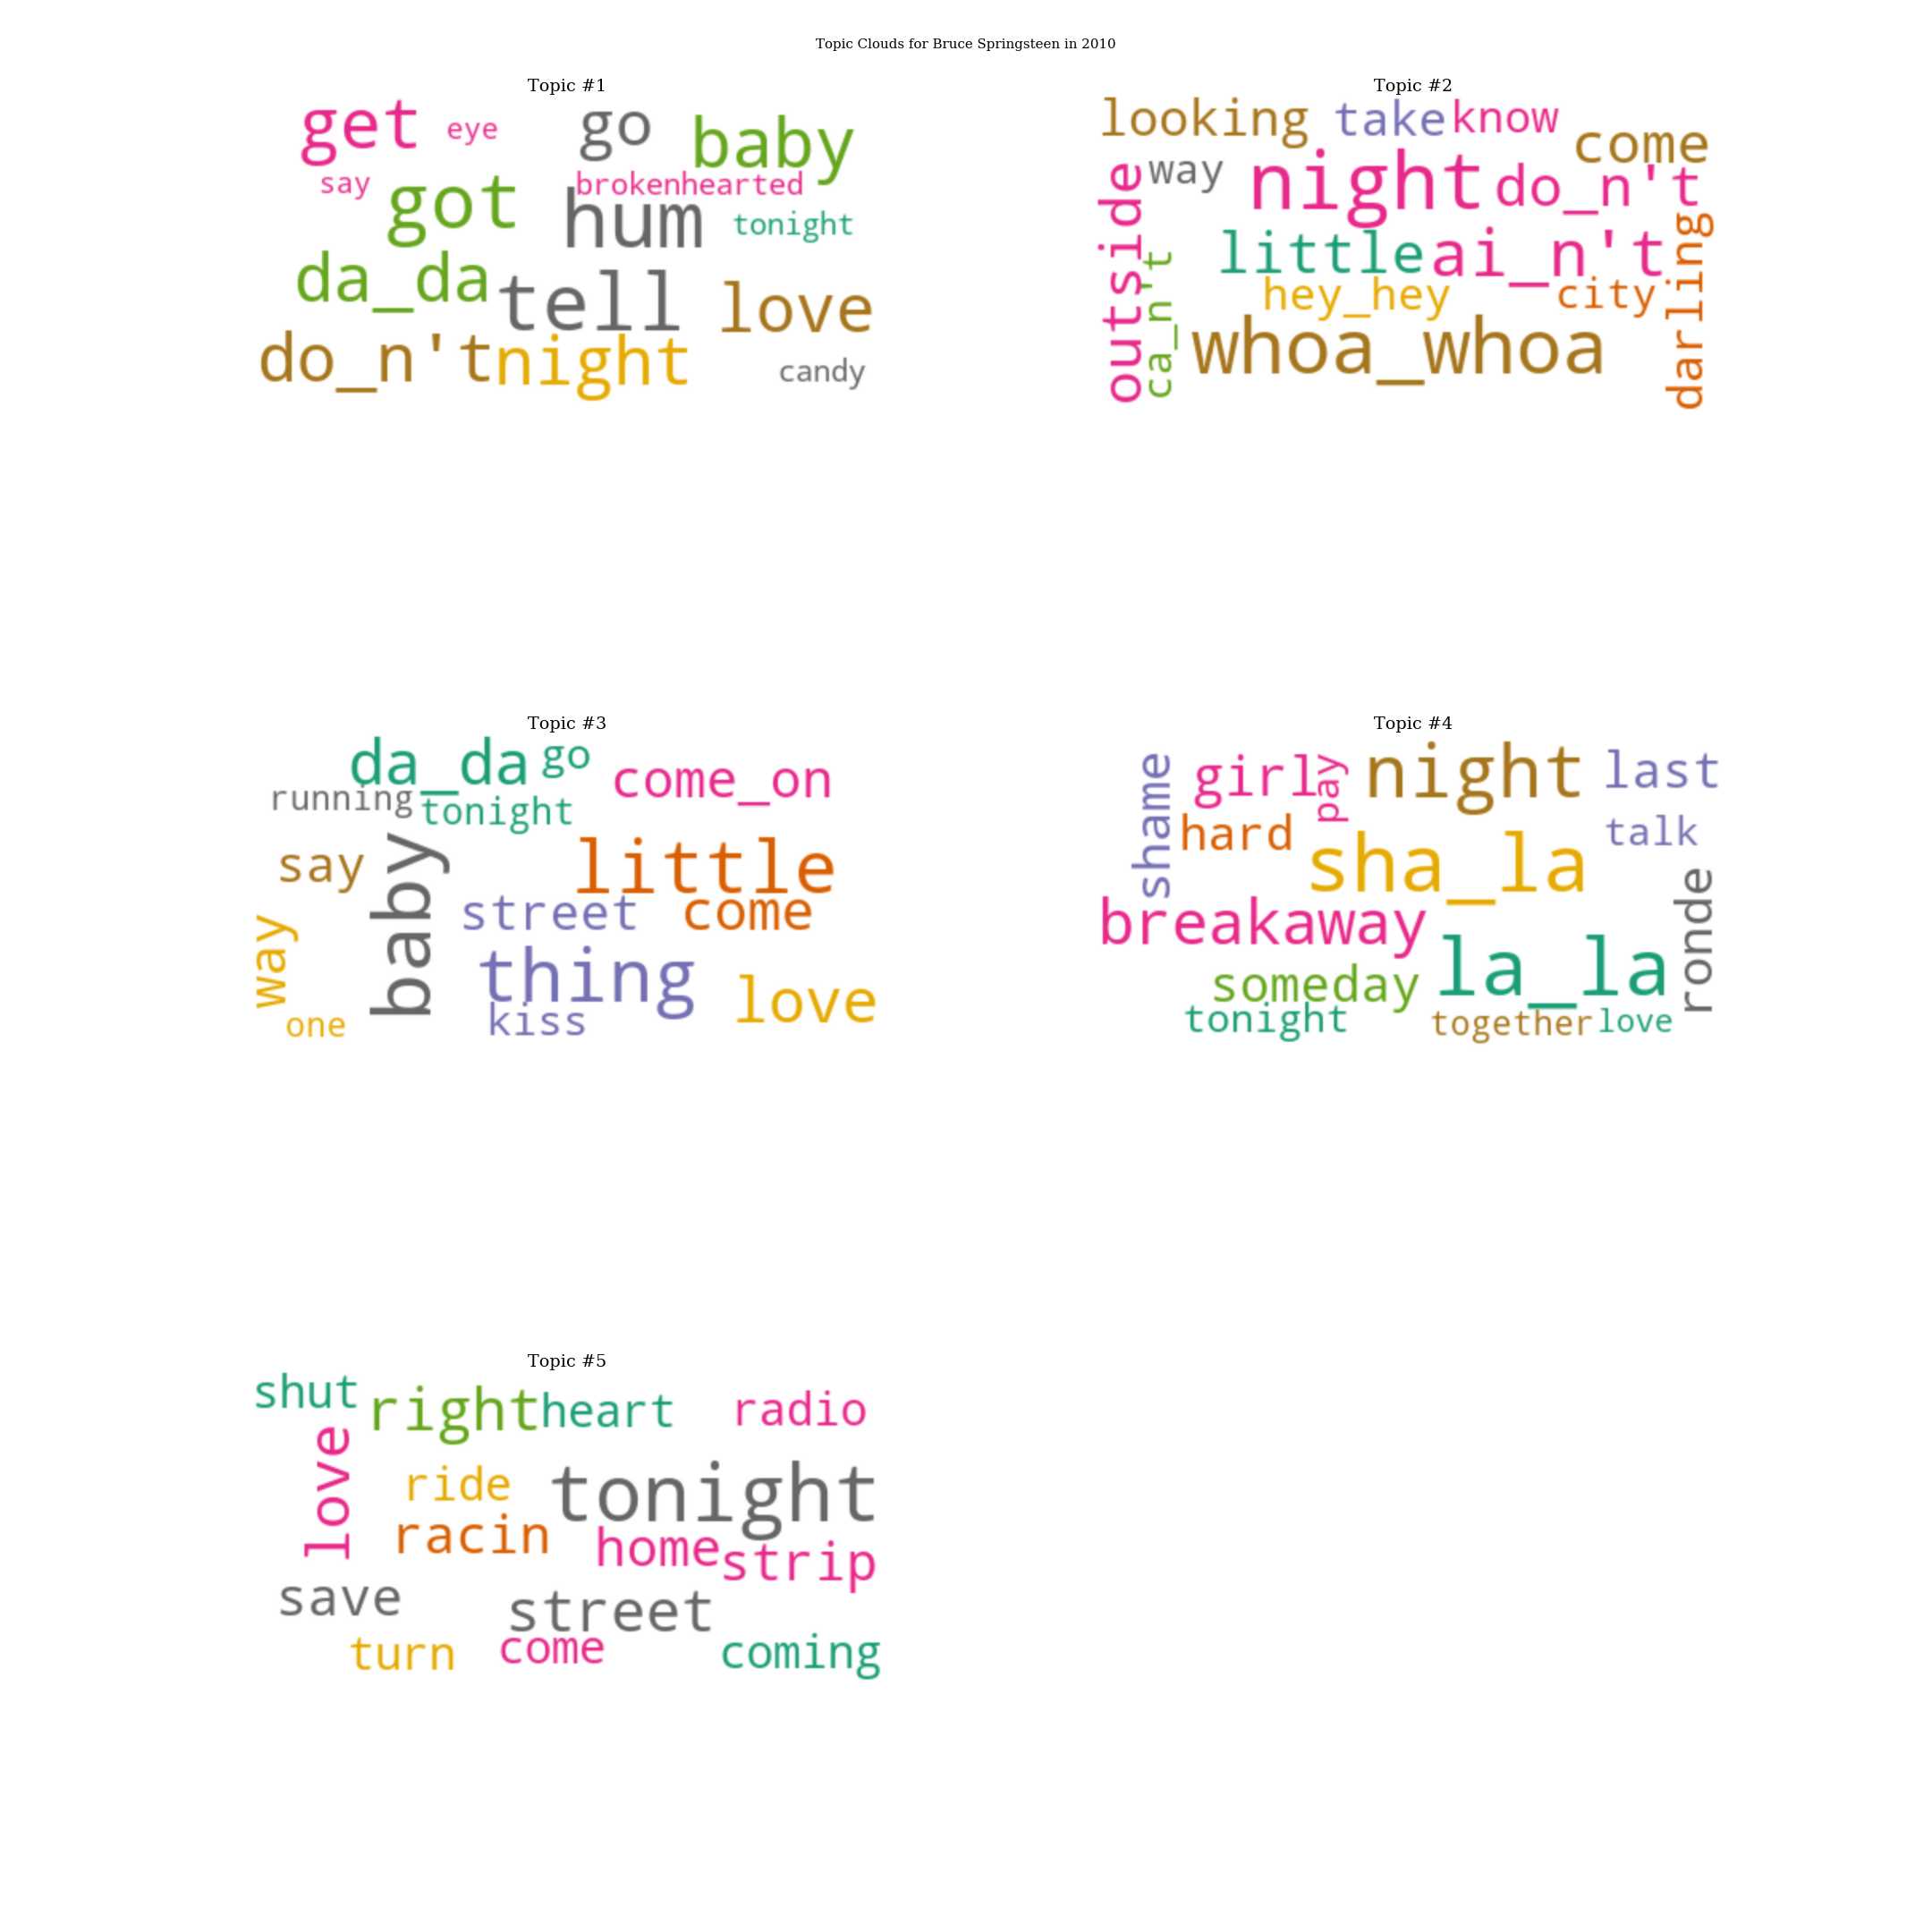 Topic Clouds for Bruce Springsteen in 2010
Topic #1
get eye go baby
say brokenhearted
got hum tonight
da_da tell love
do_n't night candy
Topic #2
looking take know come
way night do_n't
outside little ai_n't darling
ca_n't hey_hey city
whoa_whoa
Topic #3
da_da go come_on
running tonight
say baby little
street come
way thing love
one kiss
Topic #4
shame girl pay night last
hard sha_la talk
breakaway ronde
someday la_la
tonight together love
Topic #5
shut right heart radio
love ride tonight
racin home strip
save street
turn come coming